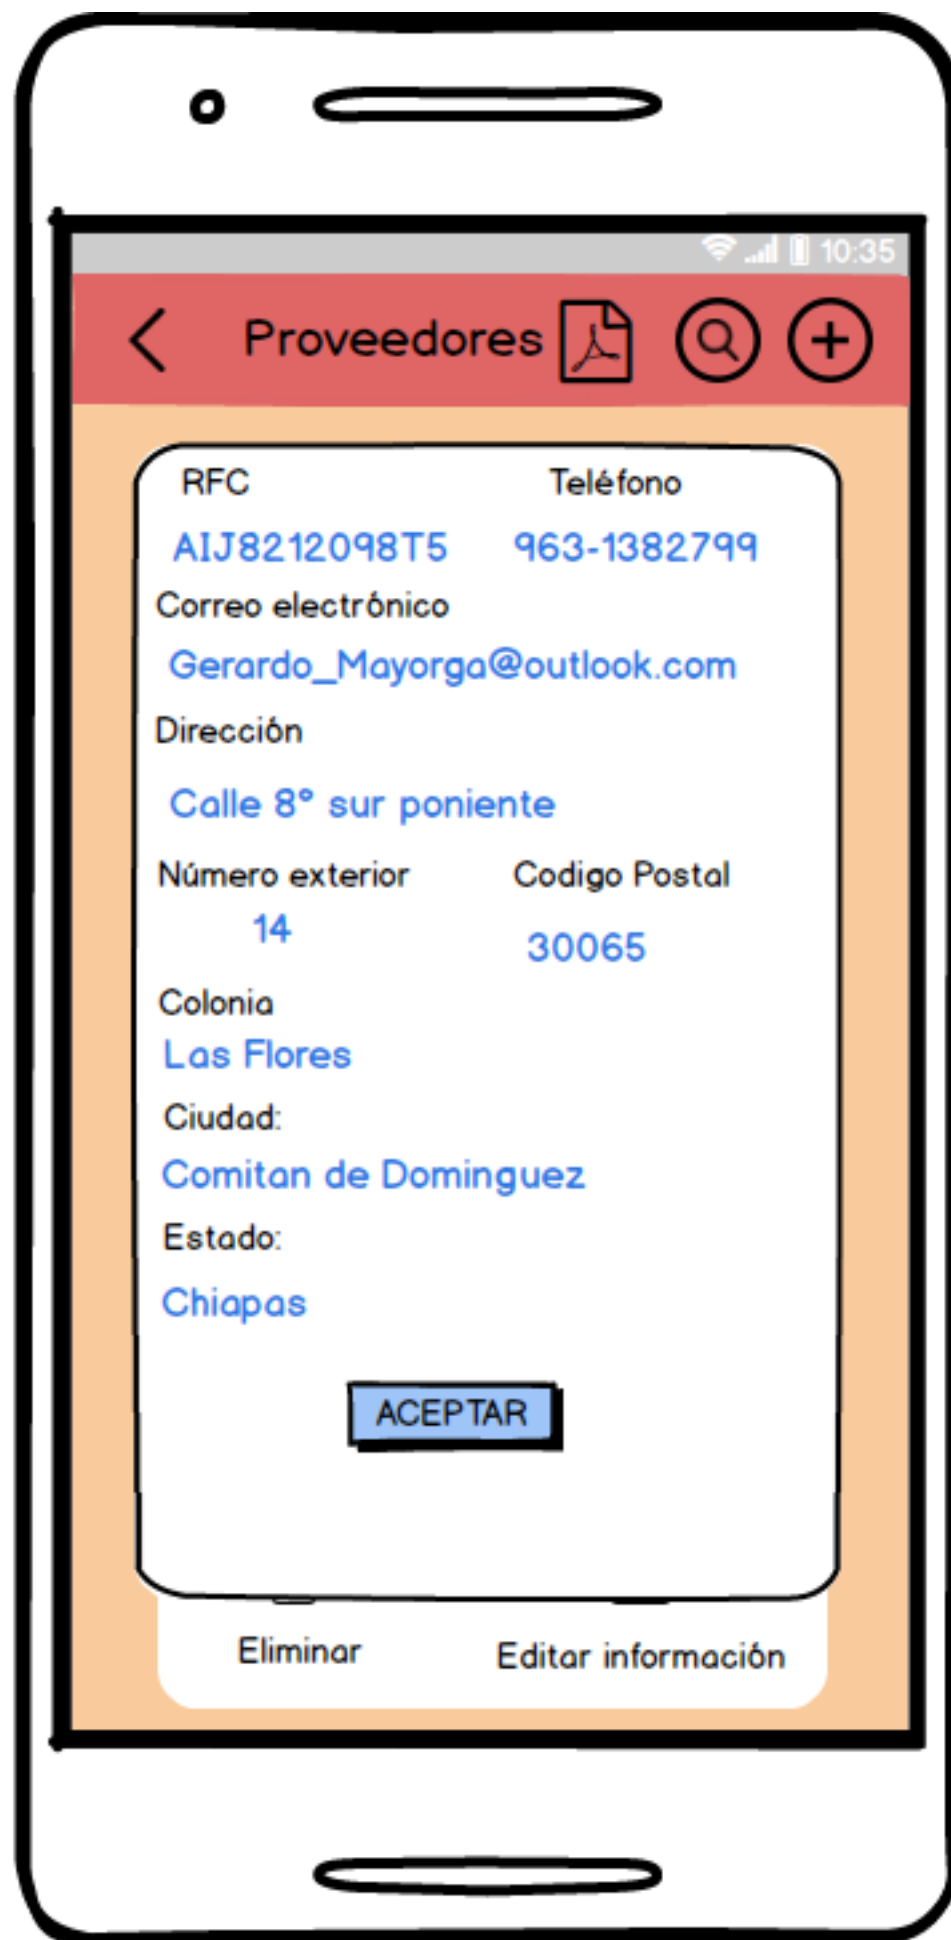 10:35
Proveedores
RFC Teléfono
AIJ8212098T5 963-1382799
Correo electrónico
Gerardo_Mayorga@outlook.com
Dirección
Calle 8° sur poniente
Número exterior Codigo Postal
14 30065
Colonia
Las Flores
Ciudad:
Comitan de Dominguez
Estado:
Chiapas
ACEPTAR
Eliminar Editar información